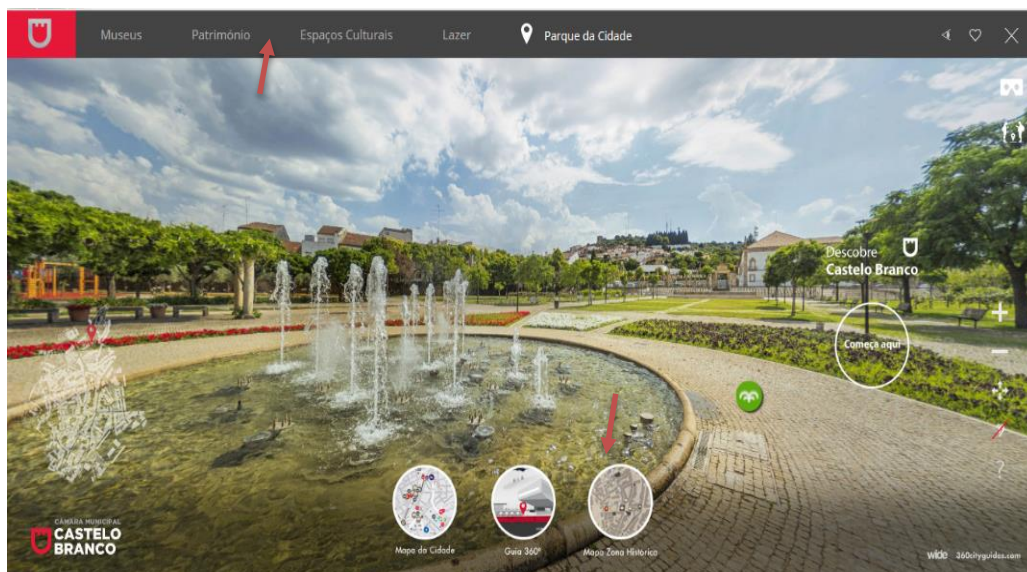 Museus
Património
Espaços Culturais
Lazer
Parque da Cidade
Descobre
Castelo Branco
Começa aqui
?
Mapa da Cidade
Guia 360º
Mapa Zona Histórica
CÂMARA MUNICIPAL
CASTELO
BRANCO
wide
360cityguides.com